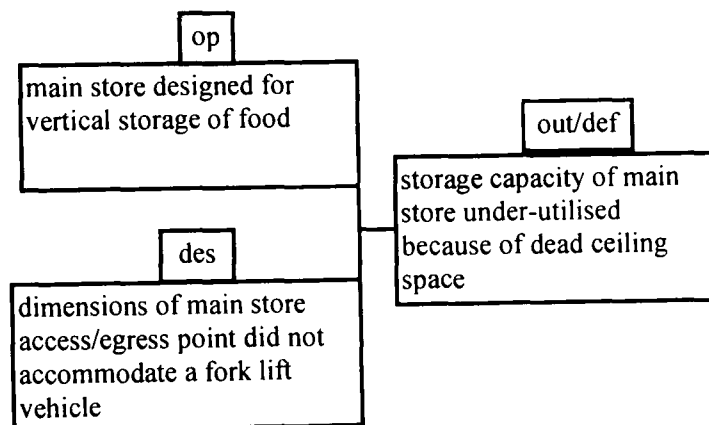 op
main store designed for
vertical storage of food
des
dimensions of main store
access/egress point did not
accommodate a fork lift
vehicle
out/def
storage capacity of main
store under-utilised
because of dead ceiling
space